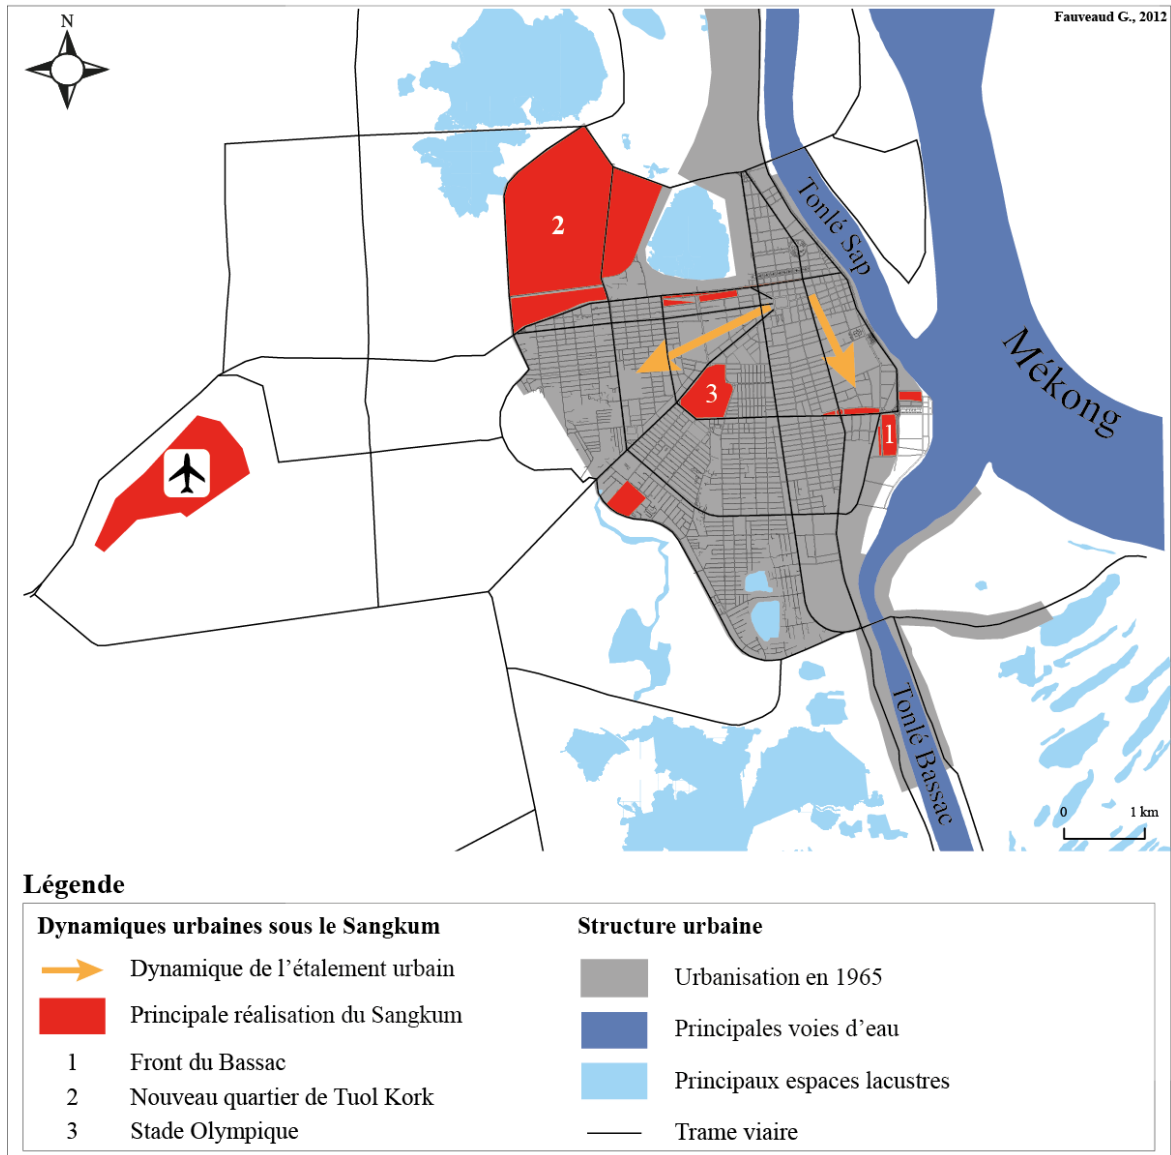 Fauveaud G., 2012
N
Tonlé Sap
2
Mékong
3
1
Tonlé Bassac
0 1 km
Légende
Dynamiques urbaines sous le Sangkum
Dynamique de l’étalement urbain
Principale réalisation du Sangkum
1 Front du Bassac
2 Nouveau quartier de Tuol Kork
3 Stade Olympique
Structure urbaine
Urbanisation en 1965
Principales voies d’eau
Principaux espaces lacustres
Trame viaire